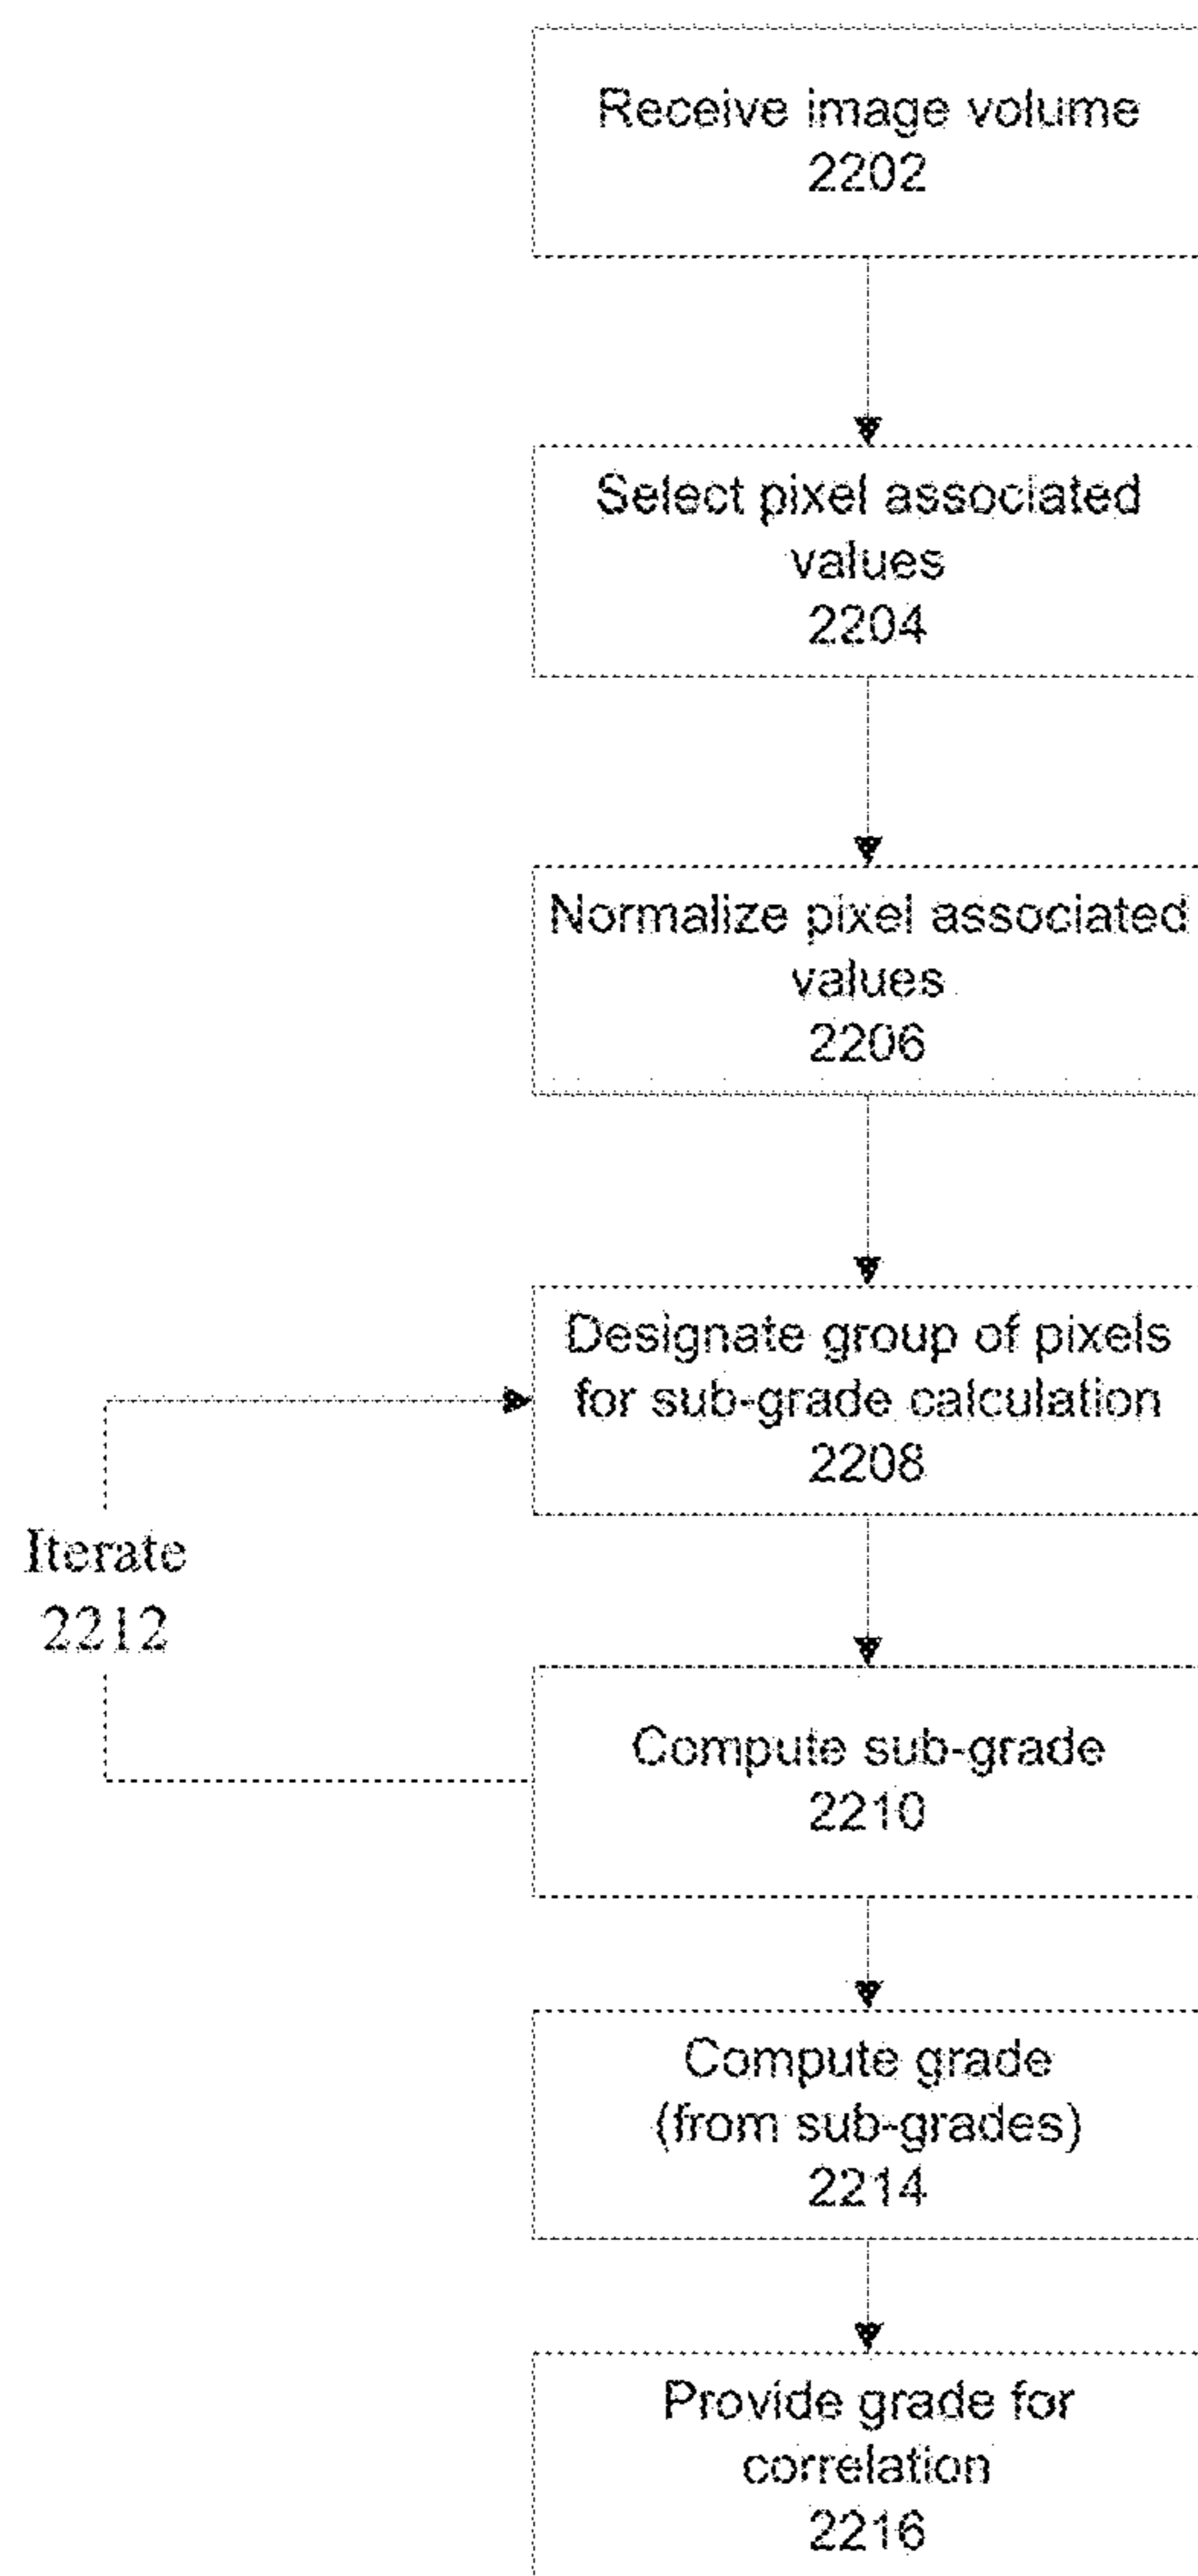 Receive image volume
2202
Select pixel associated
values
2204
Normalize pixel associated
values
2206
Designate group of pixels
for sub-grade calculation
2208
Iterate
2212
Compute sub-grade
2210
Compute grade
(from sub-grades)
2214
Provide grade for
correlation
2216